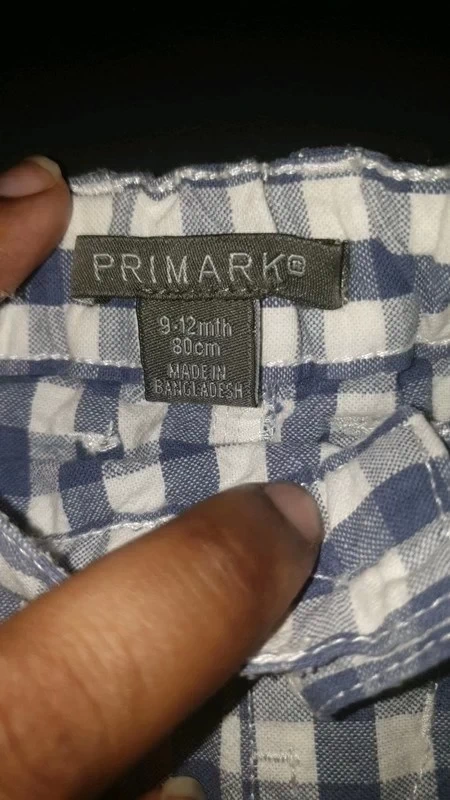 PRIMARK®
9-12mth
80cm
MADE IN
BANGLADESH